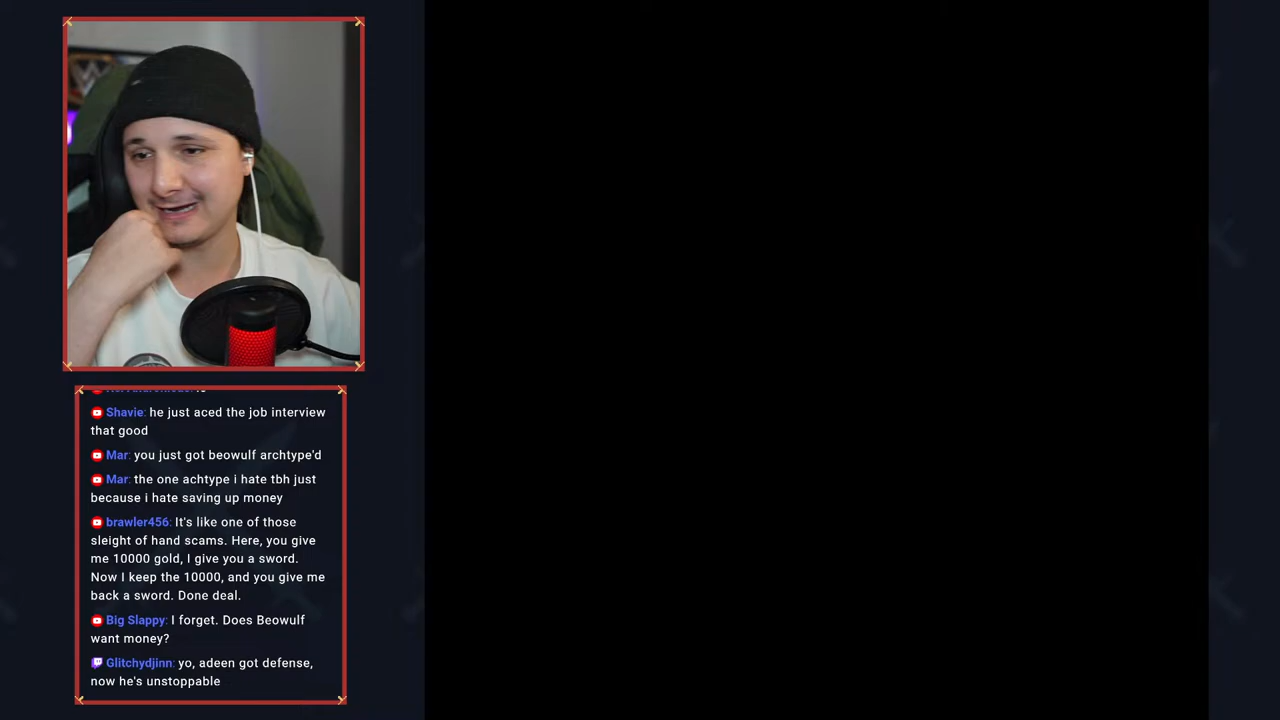 Shavie: he just aced the job interview
that good
Mar: you just got beowulf archtype'd
Mar: the one achtype i hate tbh just
because i hate saving up money
brawler456: It's like one of those
sleight of hand scams. Here, you give
me 10000 gold, I give you a sword.
Now I keep the 10000, and you give me
back a sword. Done deal.
Big Slappy: I forget. Does Beowulf
want money?
Glitchydjinn: yo, adeen got defense,
now he's unstoppable